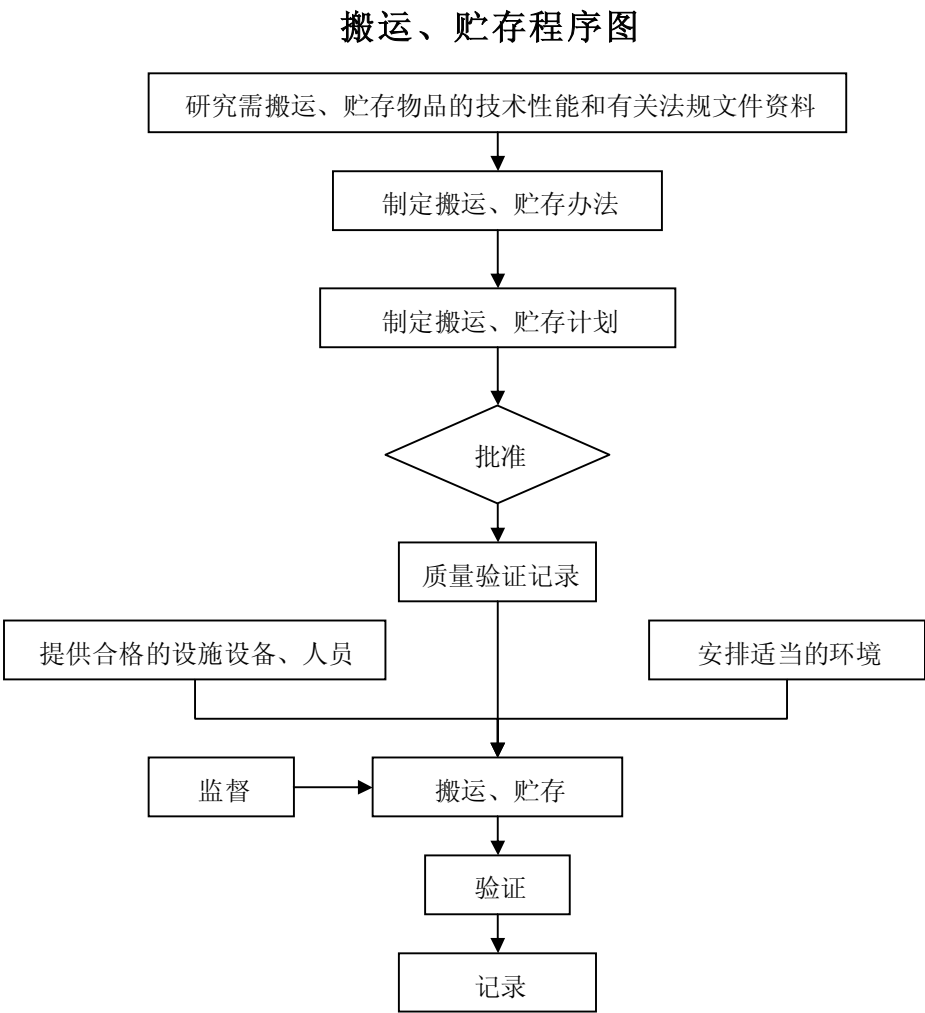 搬运、贮存程序图
研究需搬运、贮存物品的技术性能和有关法规文件资料
制定搬运、贮存办法
制定搬运、贮存计划
批准
质量验证记录
提供合格的设施设备、人员
安排适当的环境
监督
搬运、贮存
验证
记录